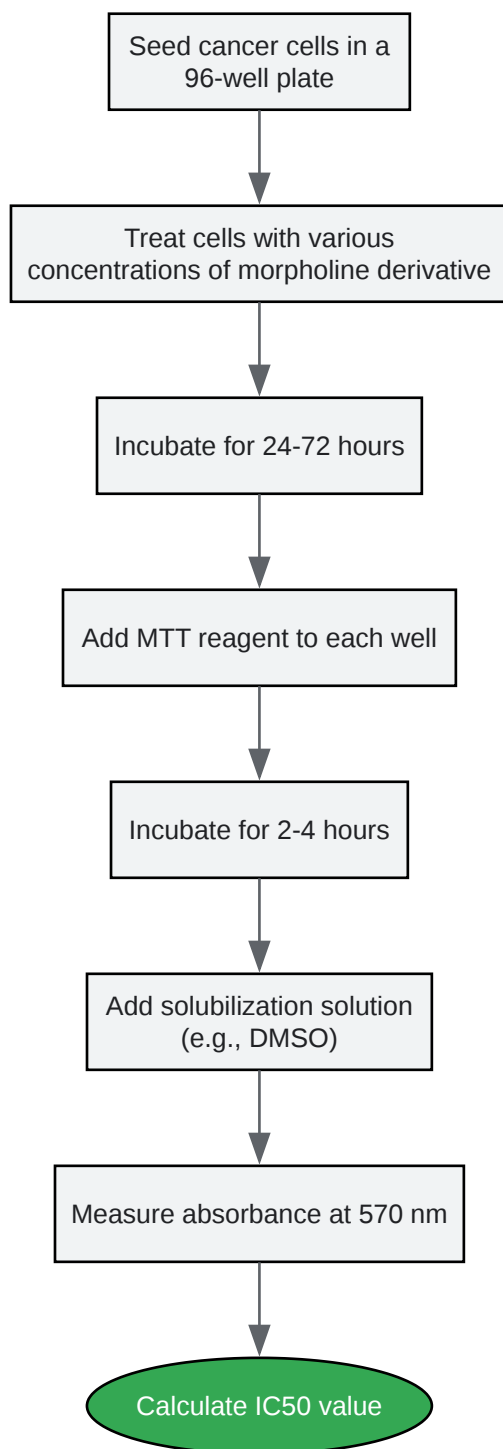 Seed cancer cells in a
96-well plate
Treat cells with various
concentrations of morpholine derivative
Incubate for 24-72 hours
Add MTT reagent to each well
Incubate for 2-4 hours
Add solubilization solution
(e.g., DMSO)
Measure absorbance at 570 nm
Calculate IC50 value